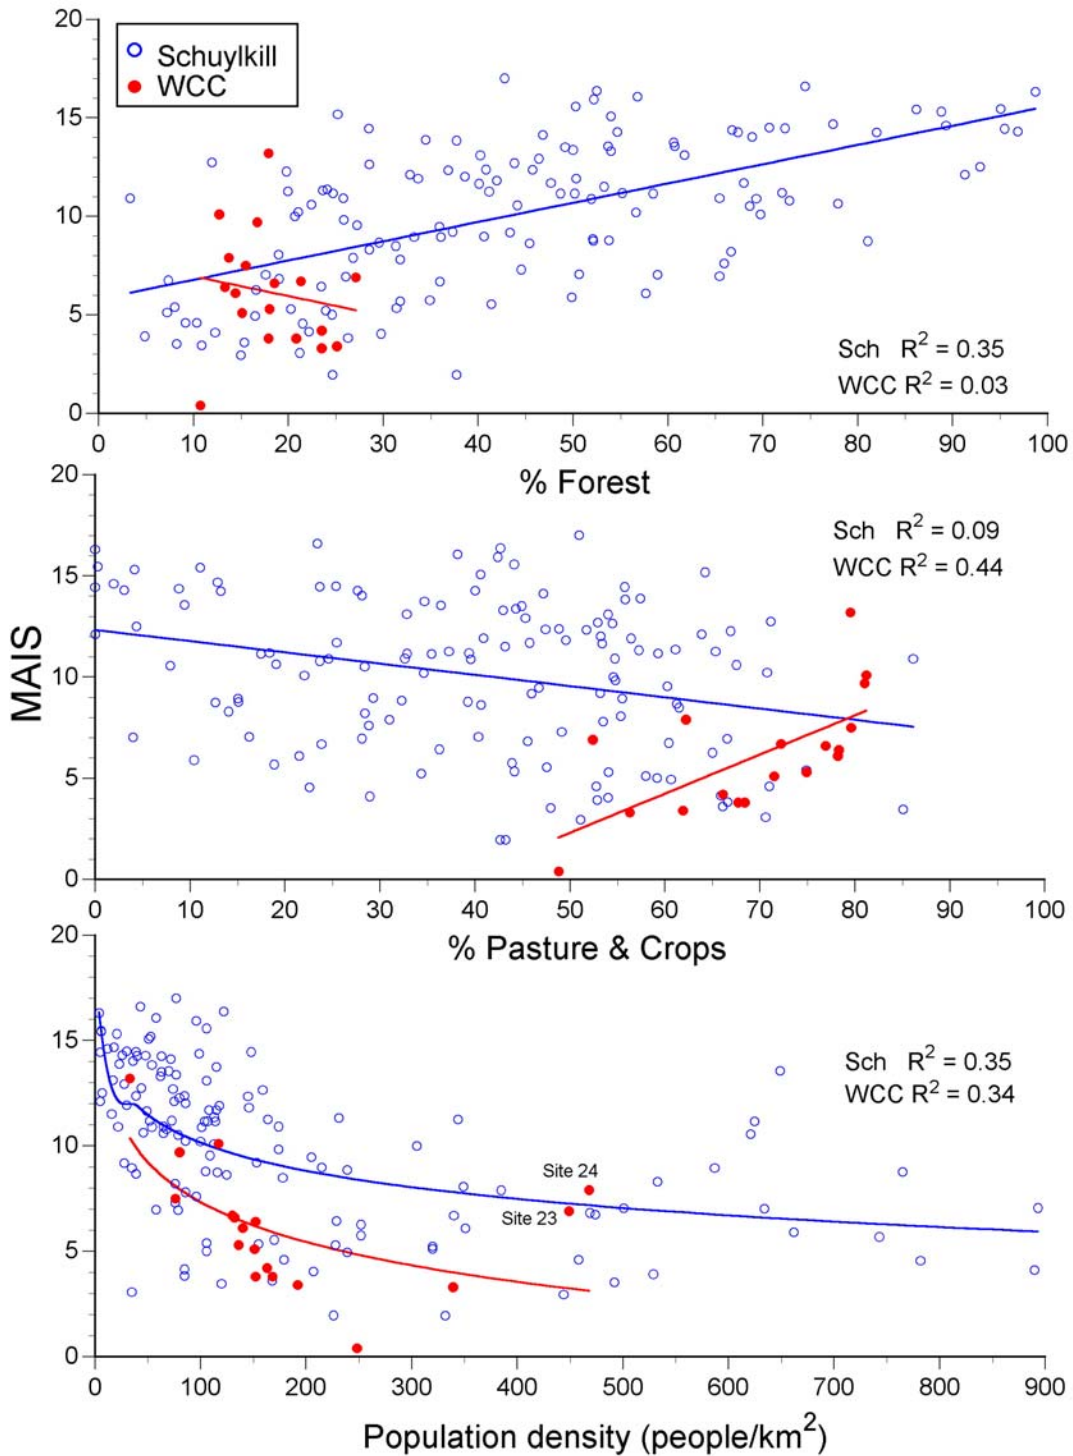 20
15
10
5
0
Schuylkill
WCC
Sch R² = 0.35
WCC R² = 0.03
0 10 20 30 40 50 60 70 80 90 100
% Forest
MAIS
20
15
10
5
0
Sch R² = 0.09
WCC R² = 0.44
0 10 20 30 40 50 60 70 80 90 100
% Pasture & Crops
20
15
10
5
0
Sch R² = 0.35
WCC R² = 0.34
Site 24
Site 23
0 100 200 300 400 500 600 700 800 900
Population density (people/km²)